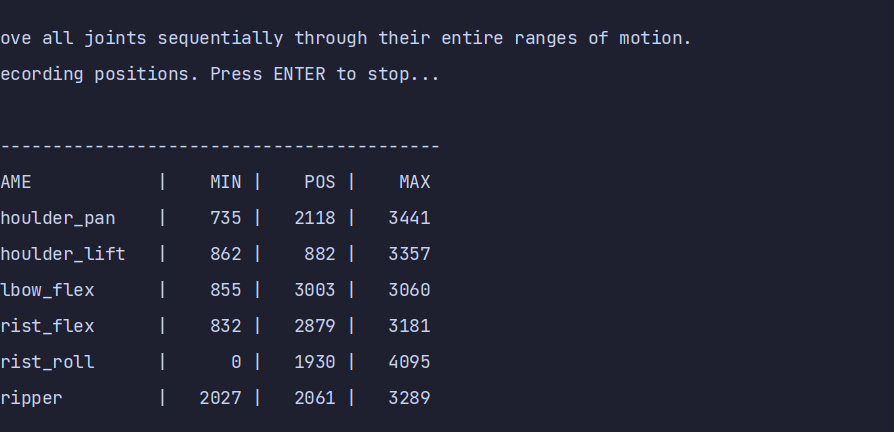 ove all joints sequentially through their entire ranges of motion.
ecording positions. Press ENTER to stop...
------------------------------------------
AME            |    MIN |    POS |    MAX
houlder_pan    |    735 |   2118 |   3441
houlder_lift   |    862 |    882 |   3357
lbow_flex      |    855 |   3003 |   3060
rist_flex      |    832 |   2879 |   3181
rist_roll      |      0 |   1930 |   4095
ripper         |   2027 |   2061 |   3289